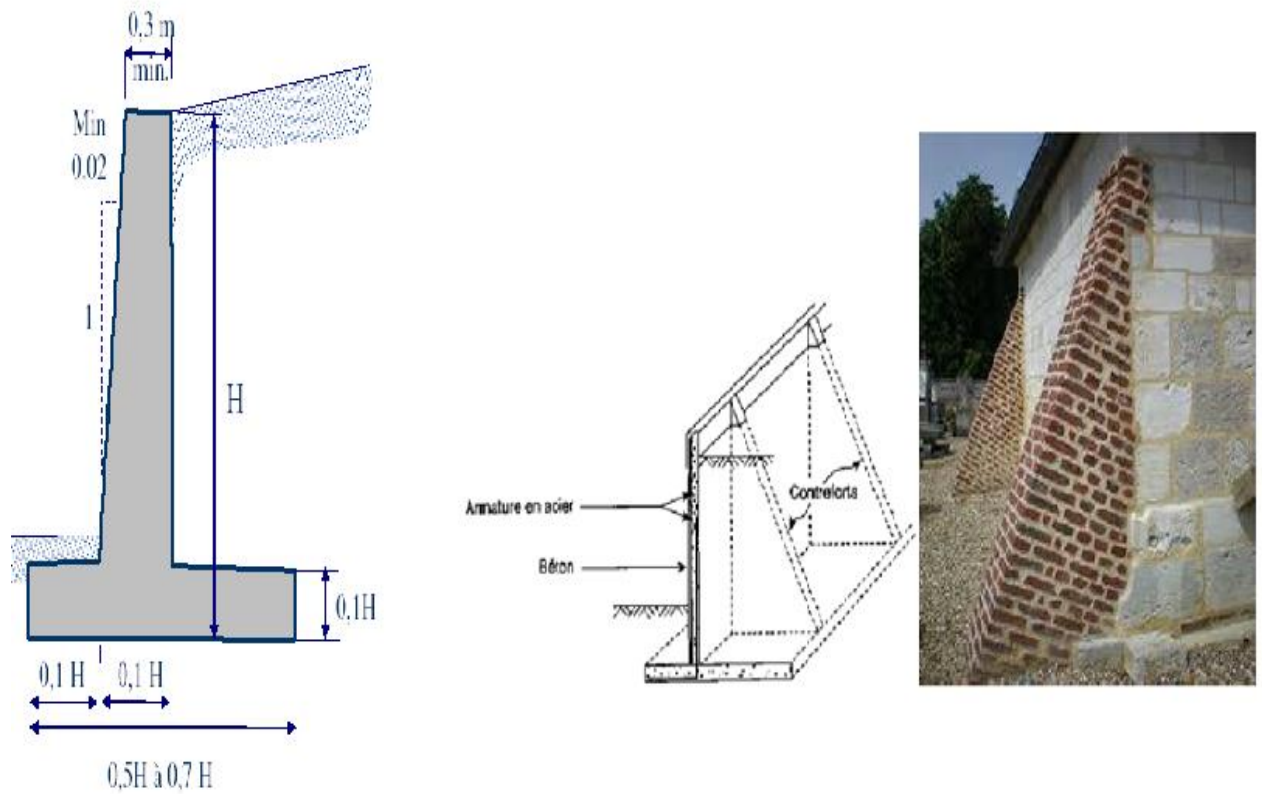 0,3 m
min.
Min
0.02
1
H
0,1H
0,1 H
0,1 H
0,5H à 0,7 H
Armature en acier
Béron
Contreforts